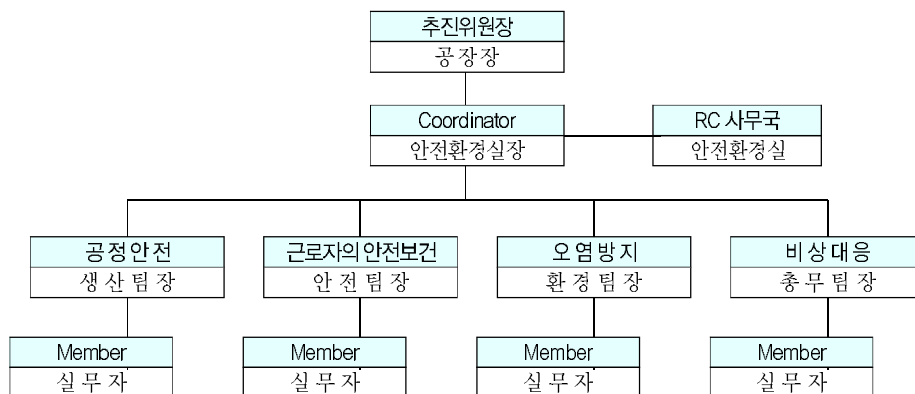 추진위원장
공장장
Coordinator
안전환경실장
RC 사무국
안전환경실
공정안전
생산팀장
근로자의 안전보건
안전팀장
오염방지
환경팀장
비상대응
총무팀장
Member
실무자
Member
실무자
Member
실무자
Member
실무자